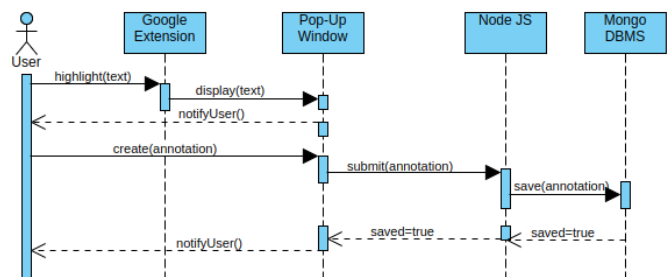 Google
Extension
Pop-Up
Window
Node JS
Mongo
DBMS
User
highlight(text)
display(text)
notifyUser()
create(annotation)
submit(annotation)
save(annotation)
saved=true
saved=true
notifyUser()